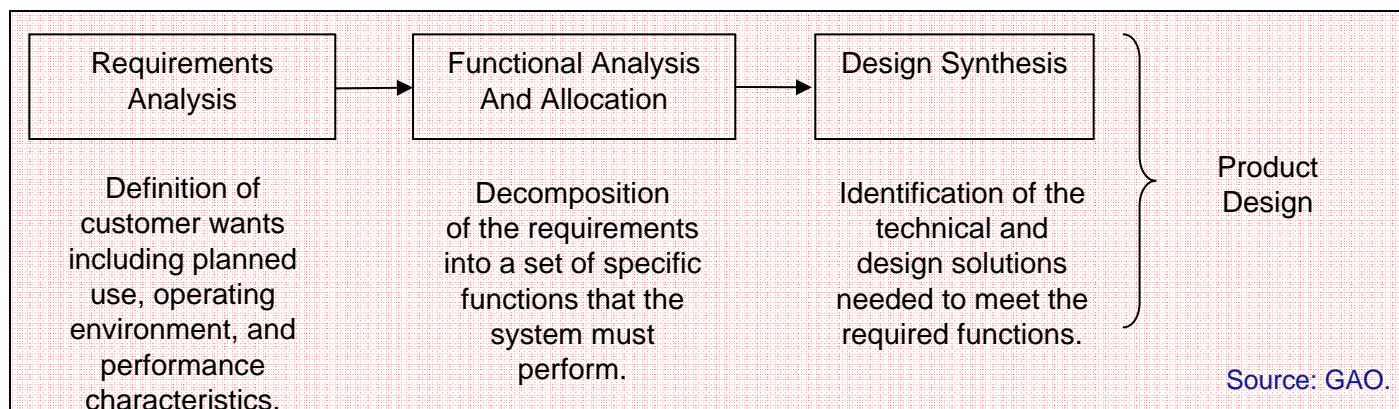 Requirements
Analysis
Functional Analysis
And Allocation
Design Synthesis
Definition of
customer wants
including planned
use, operating
environment, and
performance
characteristics.
Decomposition
of the requirements
into a set of specific
functions that the
system must
perform.
Identification of the
technical and
design solutions
needed to meet the
required functions.
Product
Design
Source: GAO.